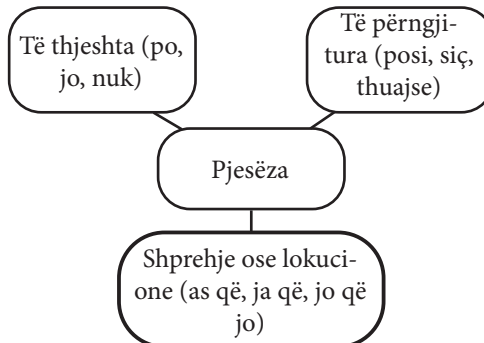 Të thjeshta (po,
jo, nuk)
Të përngji-
tura (posi, siç,
thuajse)
Pjesëza
Shprehje ose lokuci-
one (as që, ja që, jo që
jo)